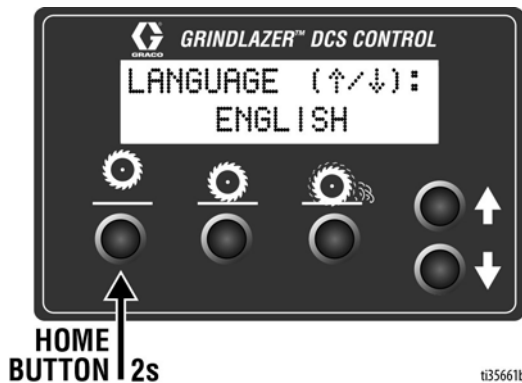 GRACO
GRINDLAZER™ DCS CONTROL
LANGUAGE (↑/↓):
ENGLISH
HOME
BUTTON 2s
ti35661b